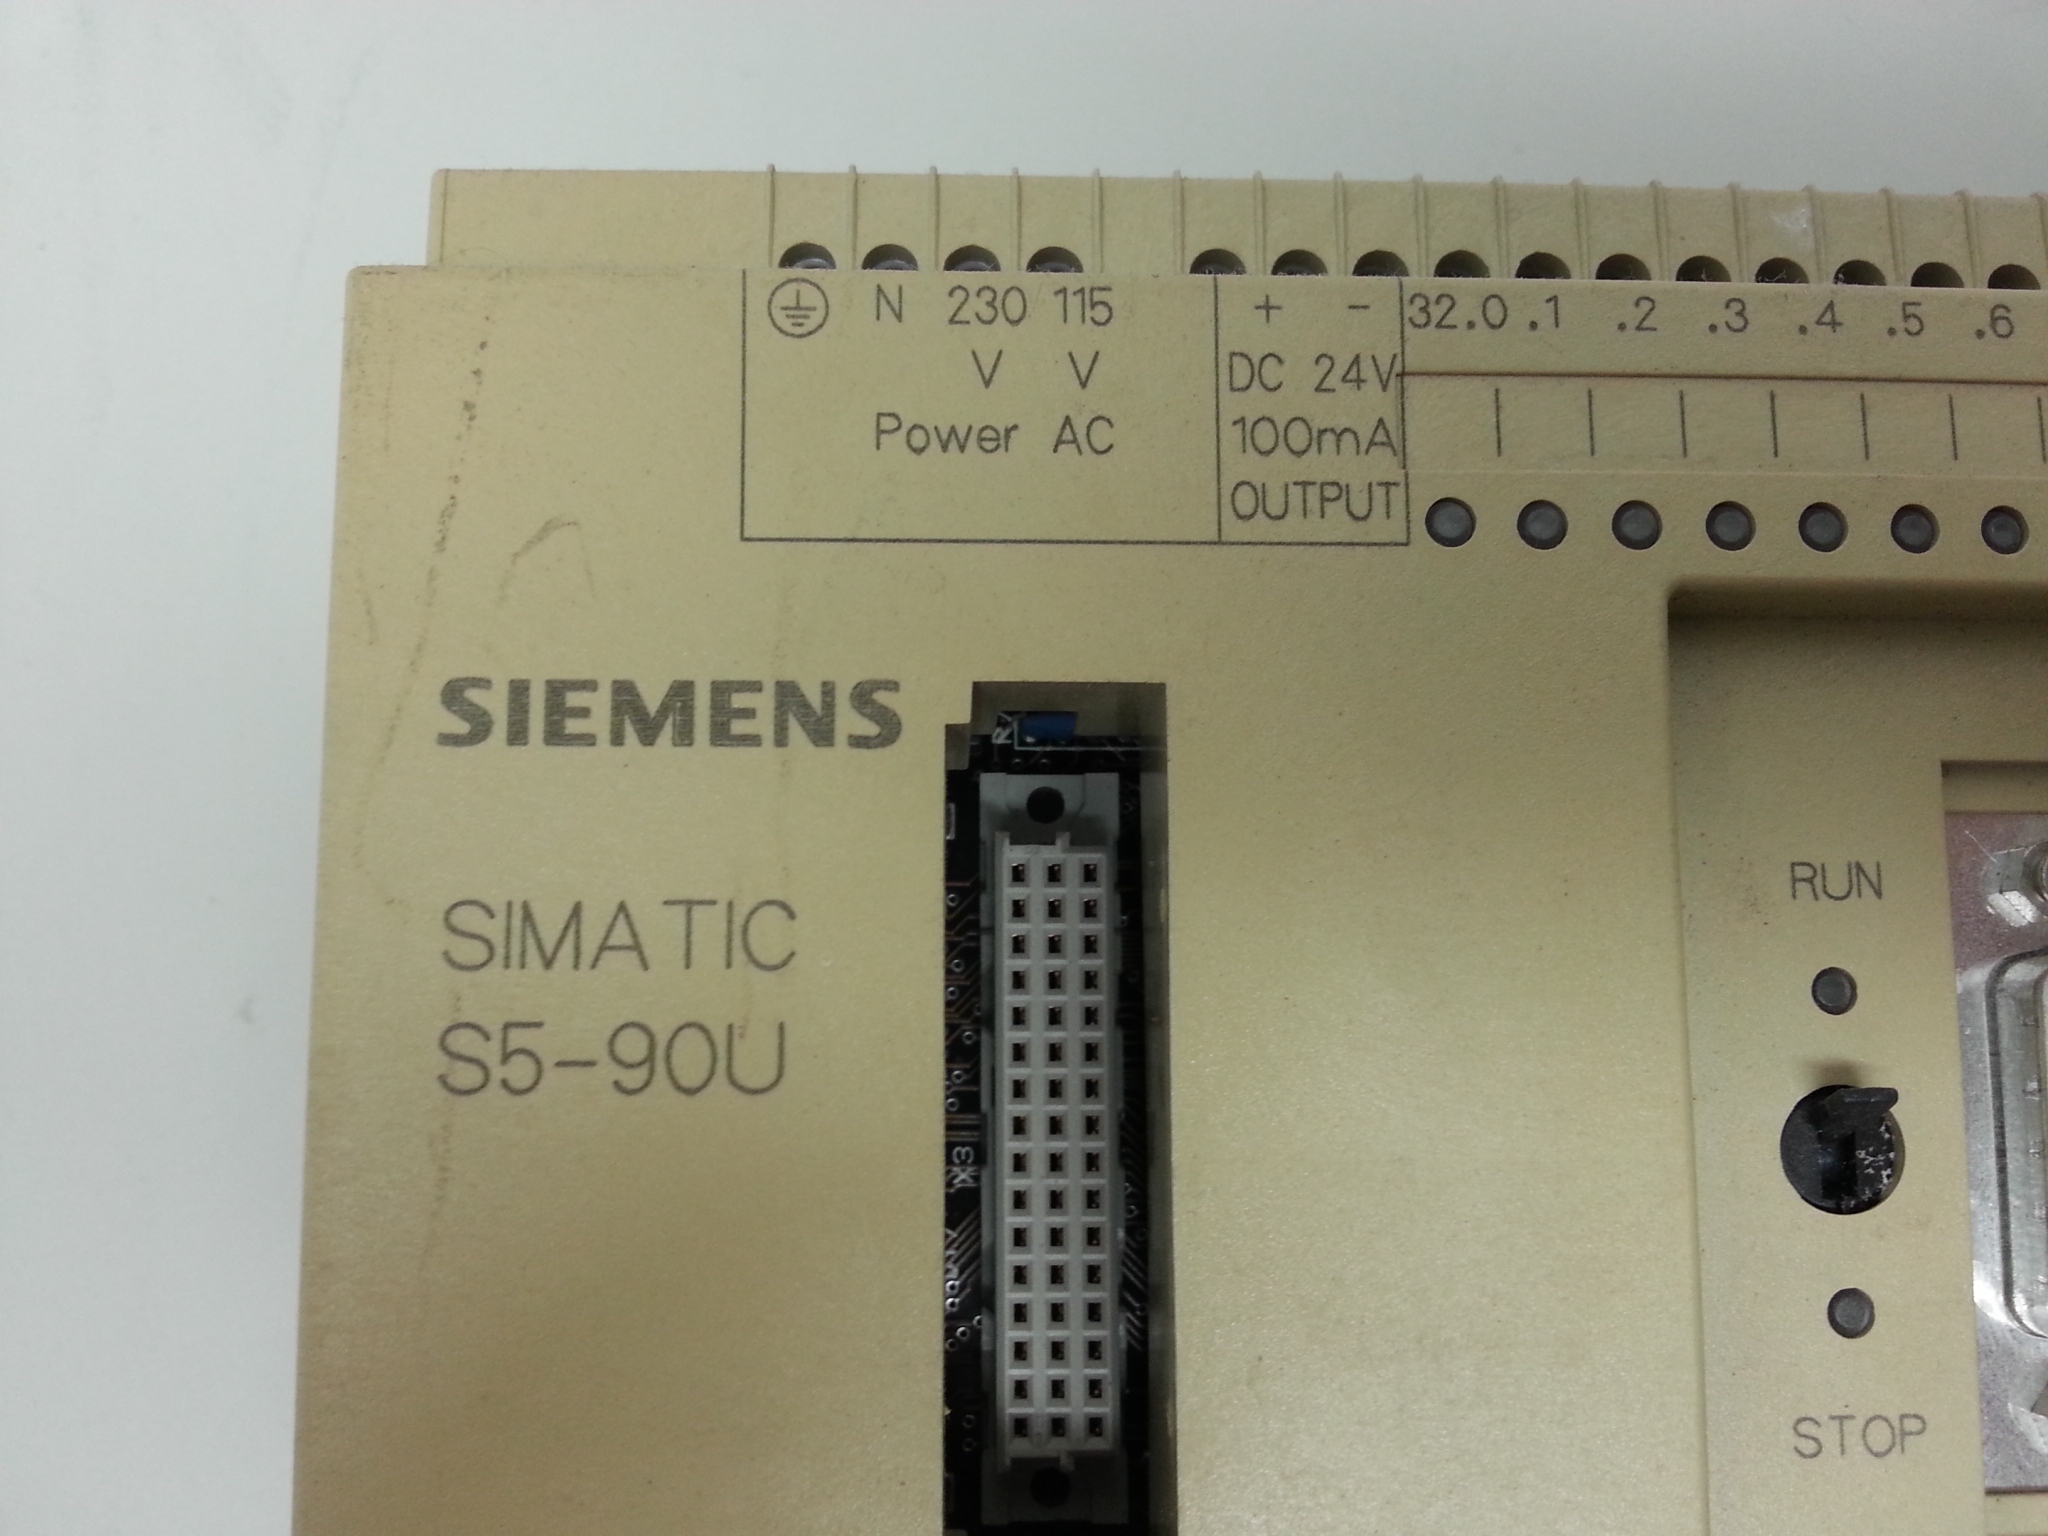 N 230 115 + - 32.0 .1 .2 .3 .4 .5 .6
V V DC 24V
Power AC 100mA
OUTPUT
SIEMENS
SIMATIC
S5-90U
X3
RUN
STOP